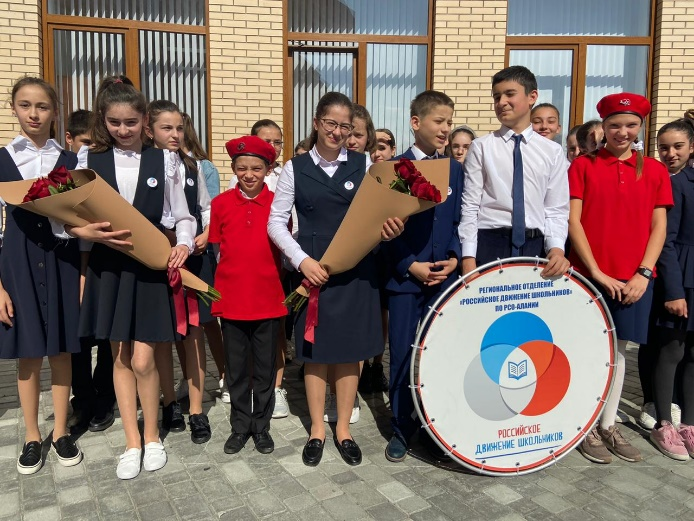 РЕГИОНАЛЬНОЕ ОТДЕЛЕНИЕ
«РОССИЙСКОЕ ДВИЖЕНИЕ ШКОЛЬНИКОВ»
ПО РСО-АЛАНИИ
РОССИЙСКОЕ
ДВИЖЕНИЕ ШКОЛЬНИКОВ